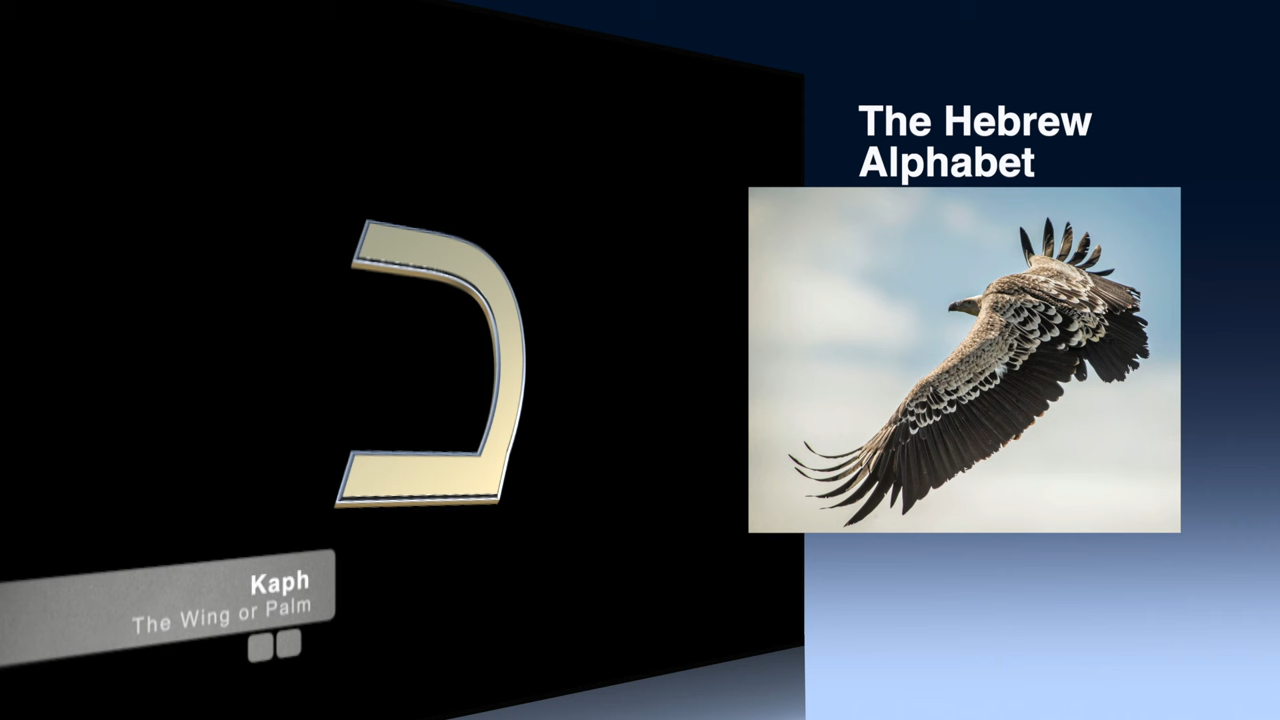 The Hebrew
Alphabet
כ
Kaph
The Wing or Palm